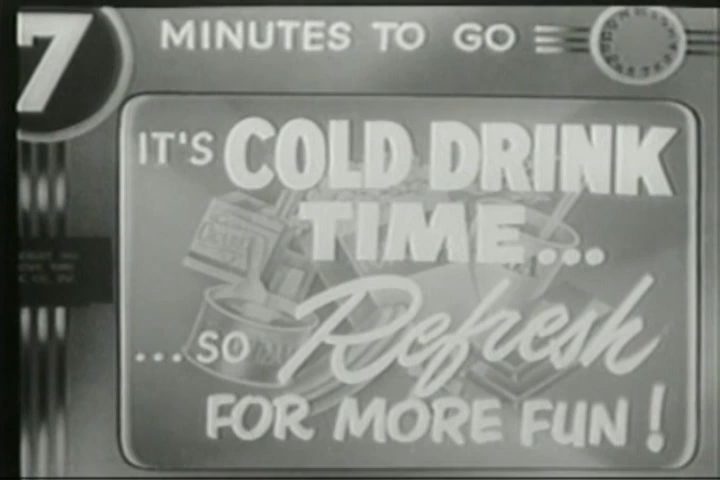 7 MINUTES TO GO
IT'S COLD DRINK
TIME...
...SO Refresh
FOR MORE FUN!